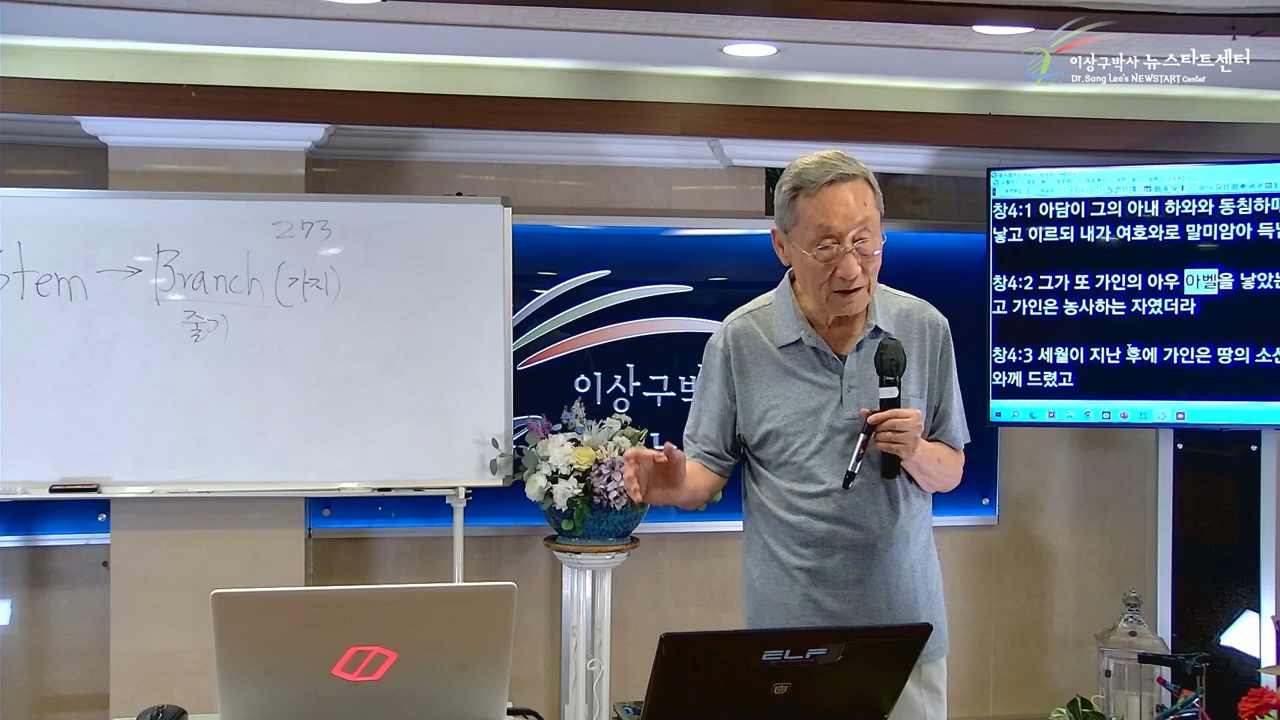 이상구박사 뉴스타트센터
Dr. Sang Lee's NEWSTART Center
273
Stem → Branch (가지)
줄기
이상구박
창4:1 아담이 그의 아내 하와와 동침하매
낳고 이르되 내가 여호와로 말미암아 득남
창4:2 그가 또 가인의 아우 아벨을 낳았는
고 가인은 농사하는 자였더라
창4:3 세월이 지난 후에 가인은 땅의 소산
와께 드렸고
ELF